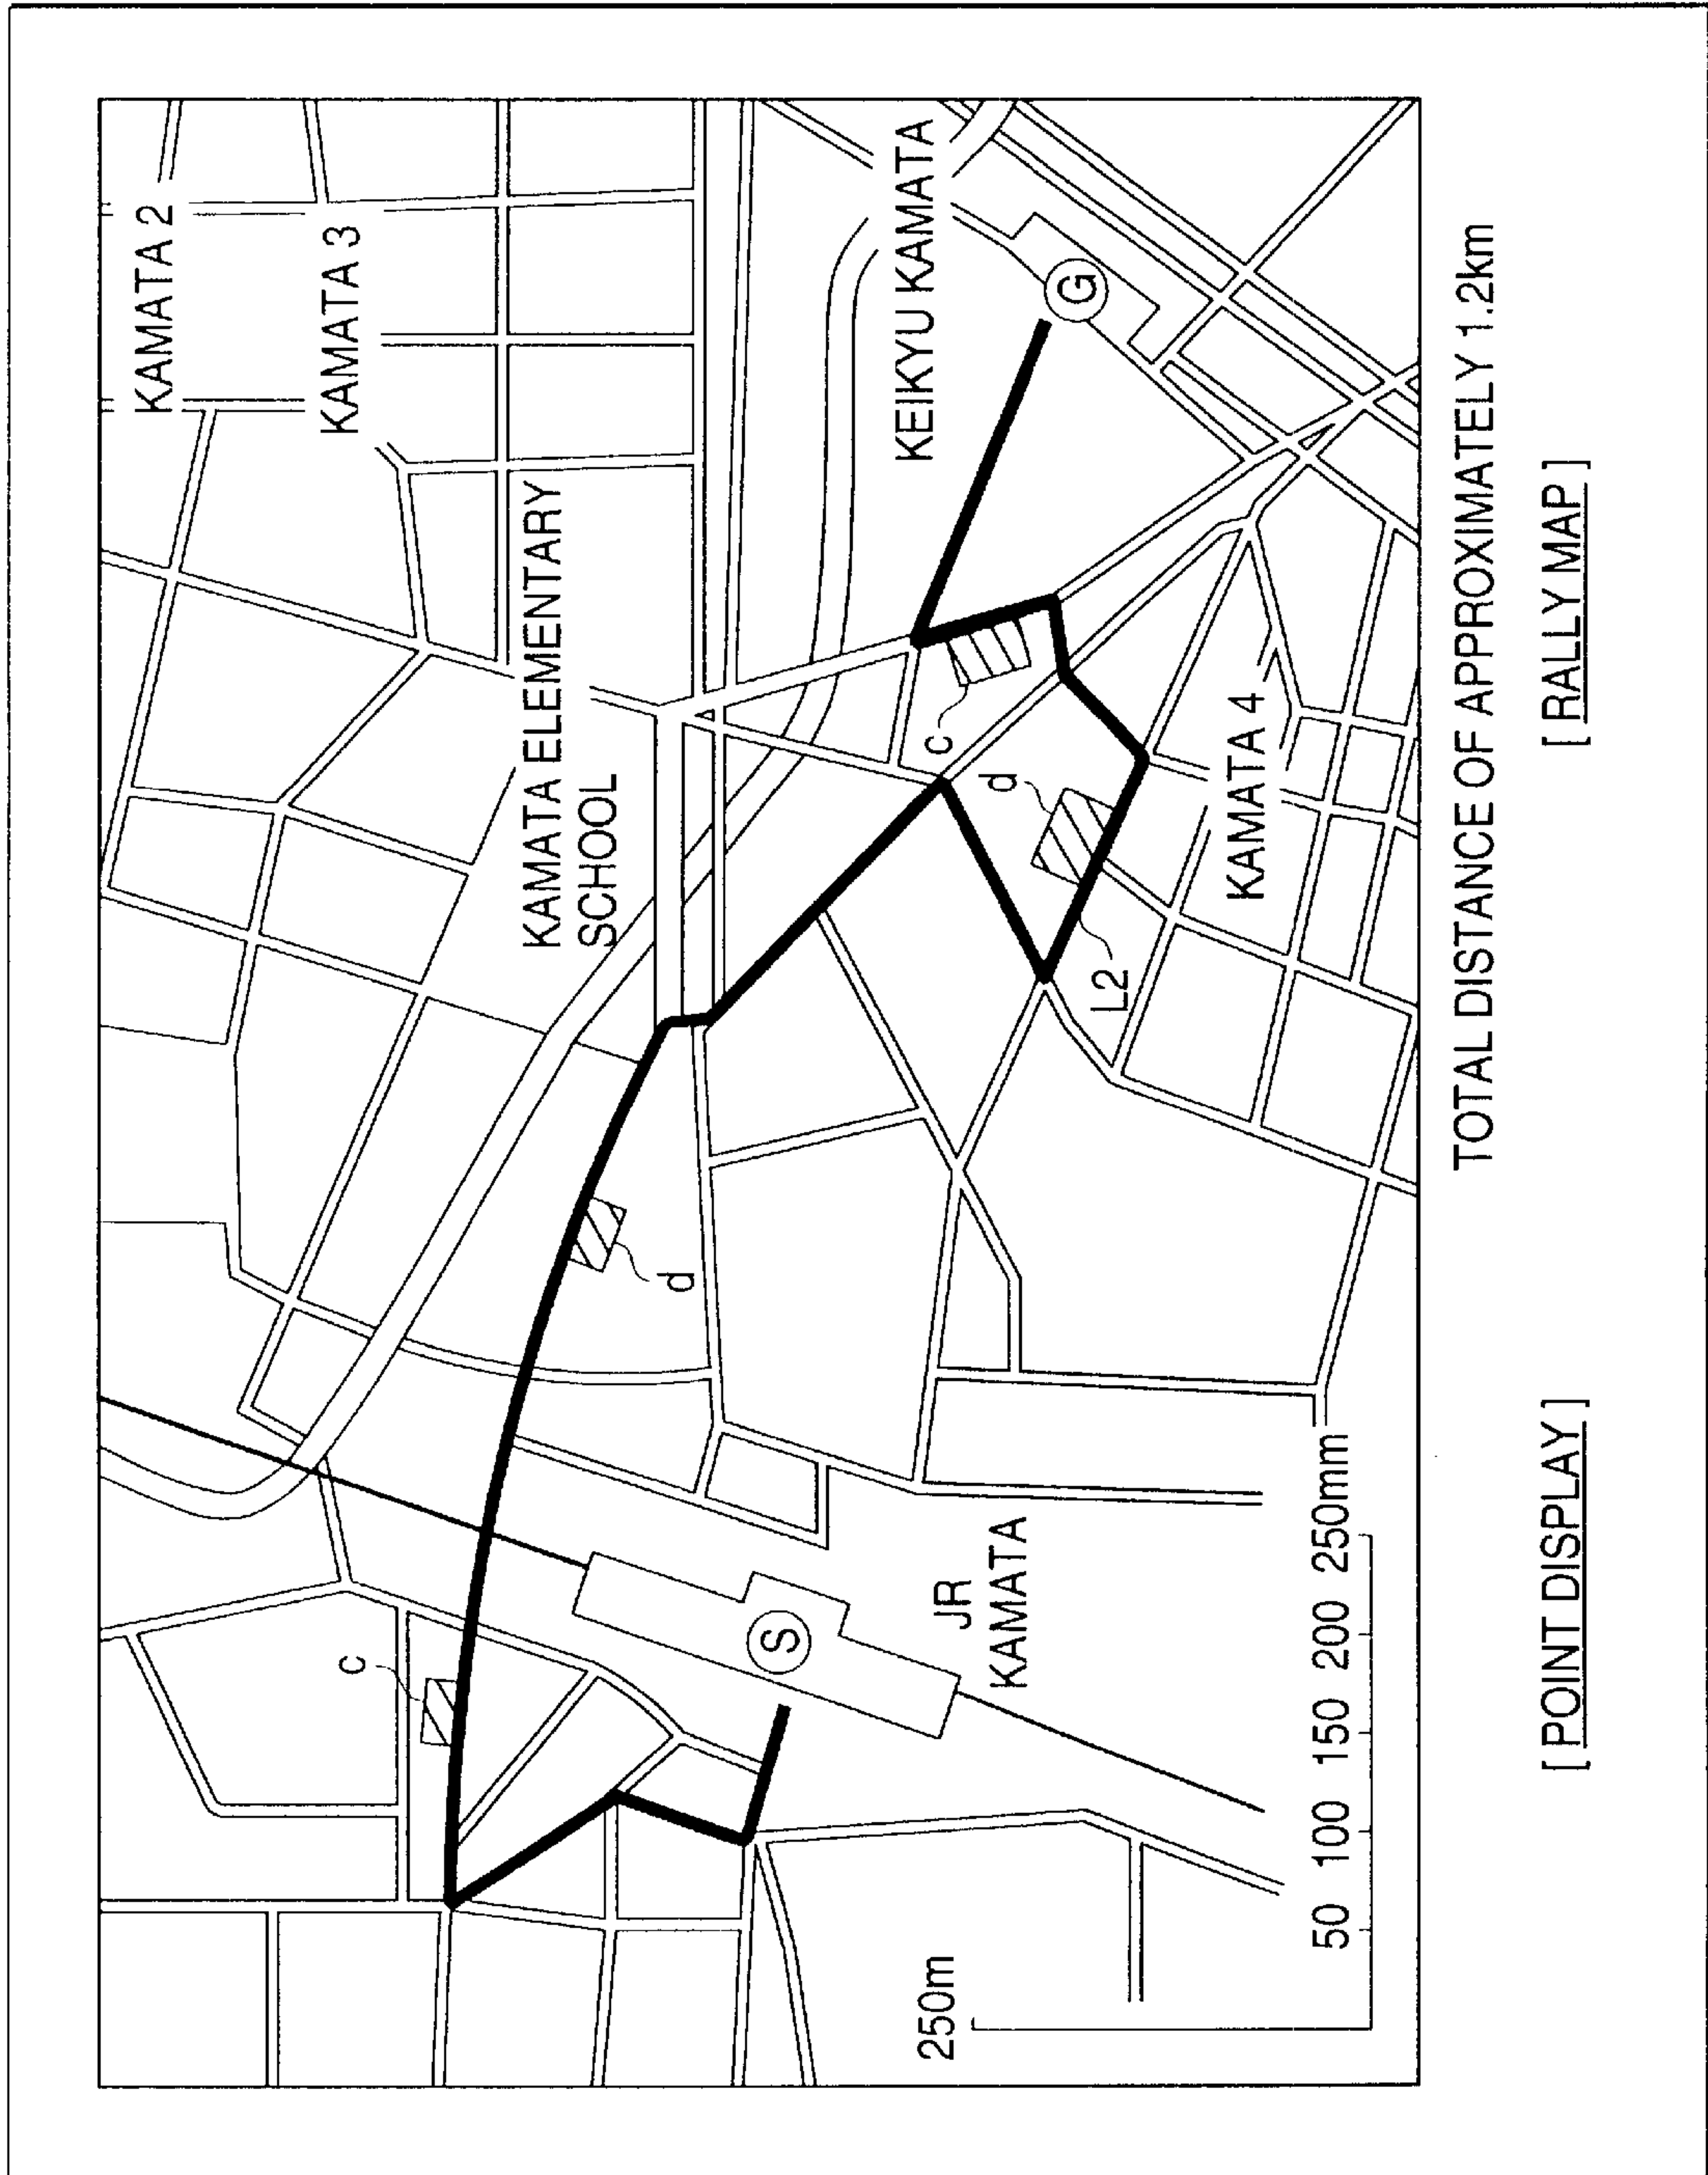 KAMATA 2
KAMATA 3
KAMATA ELEMENTARY
SCHOOL
KEIKYU KAMATA
G
c
d
KAMATA 4
L2
d
c
S
JR
KAMATA
250m
50 100 150 200 250mm
TOTAL DISTANCE OF APPROXIMATELY 1.2km
[ POINT DISPLAY ]
[ RALLY MAP ]